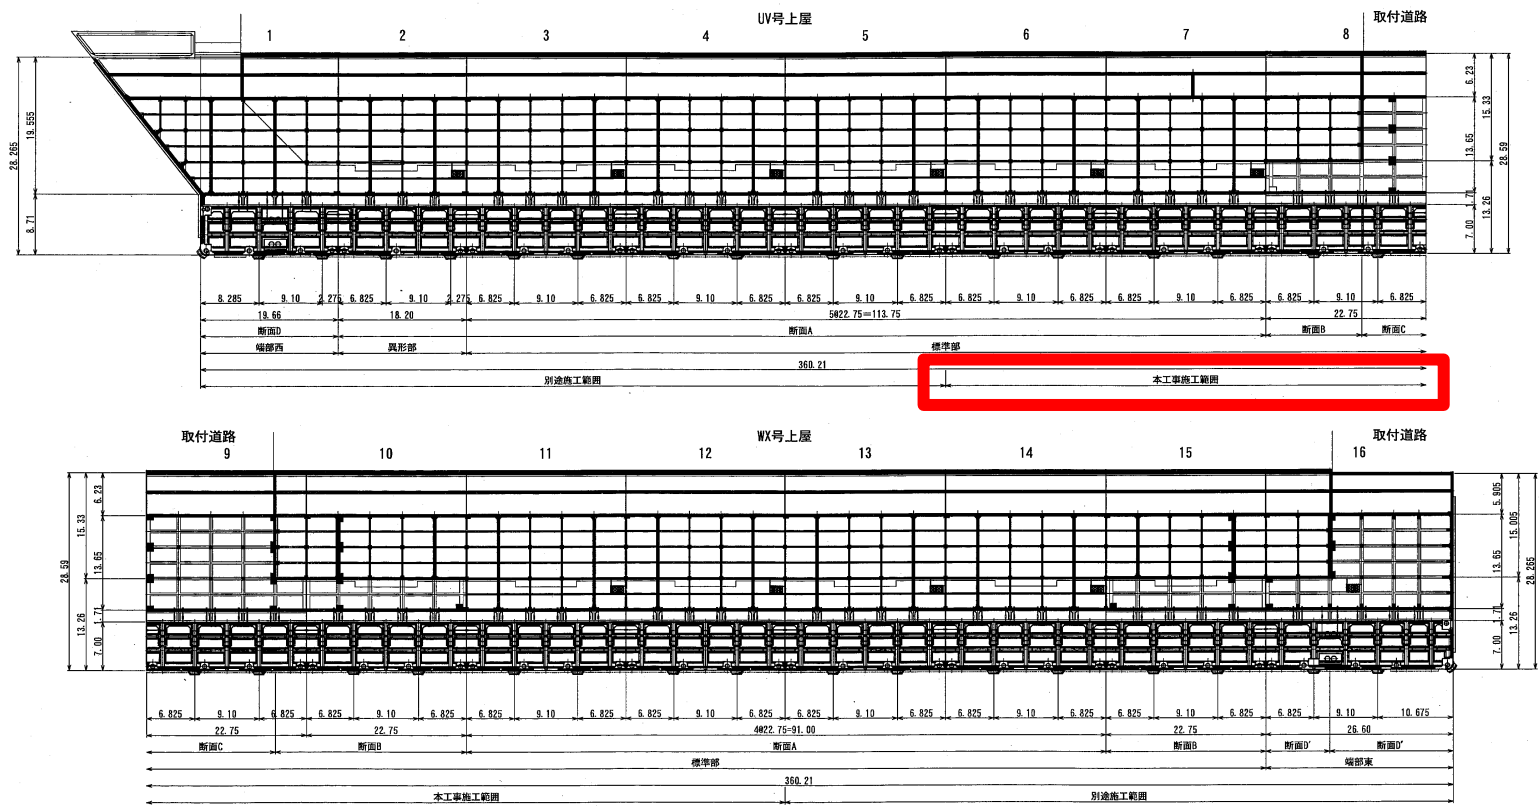 UV号上屋 取付道路
1 2 3 4 5 6 7 8
28.265 19.555 8.71
6.23 13.65 1.71 7.00 15.33 13.26 28.59
8.285 9.10 2.275 6.825 9.10 2.275 6.825 9.10 6.825 6.825 9.10 6.825 6.825 9.10 6.825 6.825 9.10 6.825 6.825 9.10 6.825 6.825 9.10 6.825
19.66 18.20 5@22.75=113.75 22.75
断面D 断面A 断面B 断面C
端部西 異形部 標準部
360.21
別途施工範囲 本工事施工範囲
取付道路 WX号上屋 取付道路
9 10 11 12 13 14 15 16
28.59 15.33 13.26 6.23 13.65 1.71 7.00
5.905 13.65 1.71 7.00 15.005 13.26 28.265
6.825 9.10 6.825 6.825 9.10 6.825 6.825 9.10 6.825 6.825 9.10 6.825 6.825 9.10 6.825 6.825 9.10 6.825 6.825 9.10 6.825 6.825 9.10 10.675
22.75 22.75 4@22.75=91.00 22.75 26.60
断面C 断面B 断面A 断面B 断面D' 断面D'
標準部 端部東
360.21
本工事施工範囲 別途施工範囲